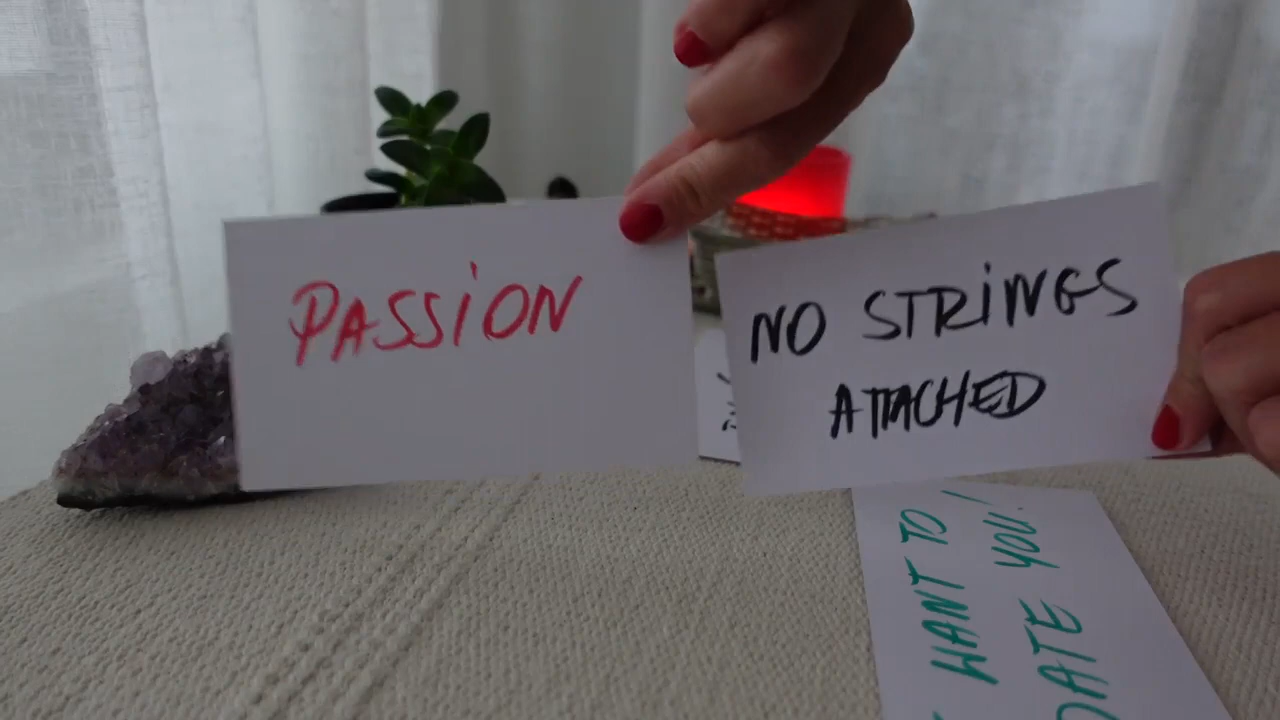 PASSION
NO STRINGS
ATTACHED
WANT TO
DATE YOU!